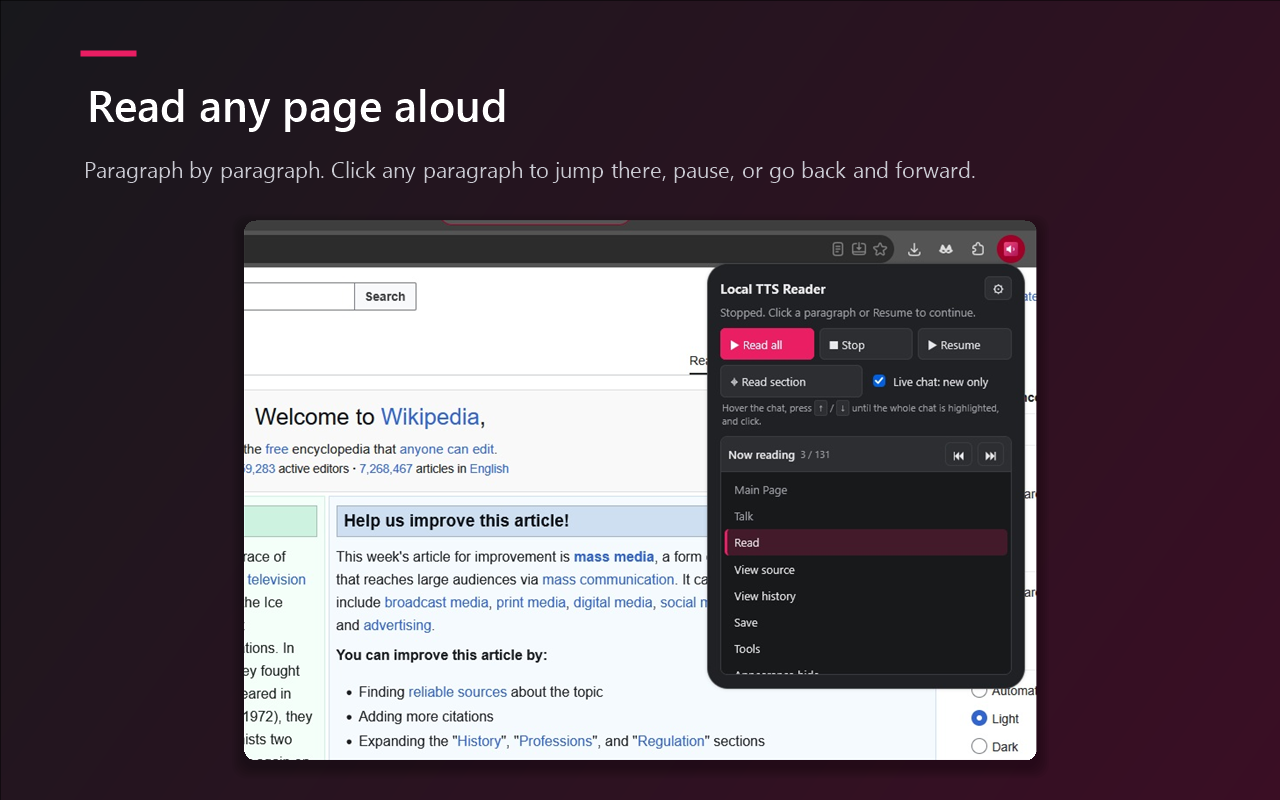 Read any page aloud
Paragraph by paragraph. Click any paragraph to jump there, pause, or go back and forward.
Search
Welcome to Wikipedia,
the free encyclopedia that anyone can edit.
active editors · 7,268,467 articles in English
race of
television
the Ice
tions. In
ey fought
eared in
1972), they
ists two
Help us improve this article!
This week's article for improvement is mass media, a form
that reaches large audiences via mass communication. It
include broadcast media, print media, digital media, social
and advertising.
You can improve this article by:
• Finding reliable sources about the topic
• Adding more citations
• Expanding the "History", "Professions", and "Regulation" sections
Local TTS Reader
Stopped. Click a paragraph or Resume to continue.
Read all
Stop
Resume
Read section
Live chat: new only
Hover the chat, press ↑ / ↓ until the whole chat is highlighted,
and click.
Now reading 3 / 131
Main Page
Talk
Read
View source
View history
Save
Tools
Light
Dark